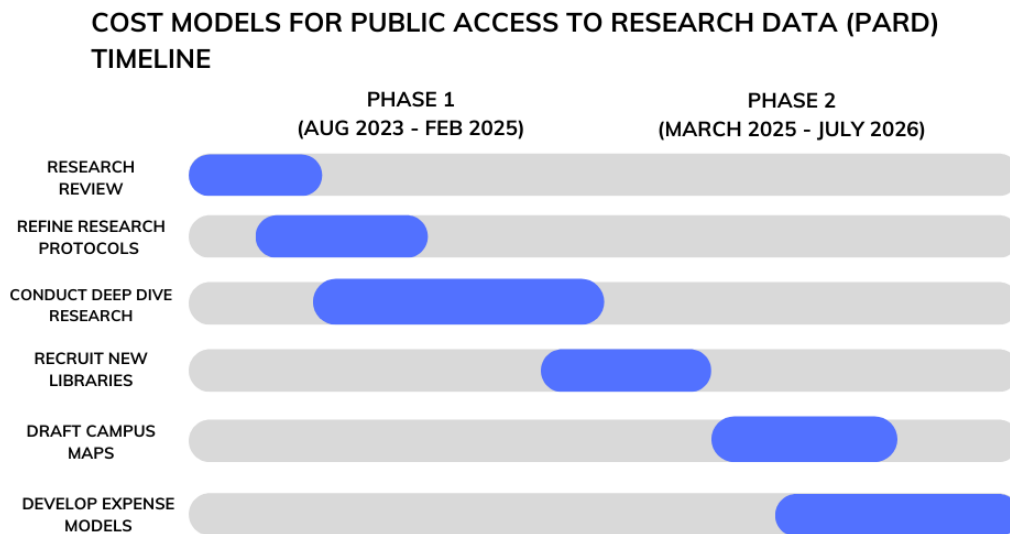 COST MODELS FOR PUBLIC ACCESS TO RESEARCH DATA (PARD)
TIMELINE
PHASE 1
(AUG 2023 - FEB 2025)
PHASE 2
(MARCH 2025 - JULY 2026)
RESEARCH
REVIEW
REFINE RESEARCH
PROTOCOLS
CONDUCT DEEP DIVE
RESEARCH
RECRUIT NEW
LIBRARIES
DRAFT CAMPUS
MAPS
DEVELOP EXPENSE
MODELS